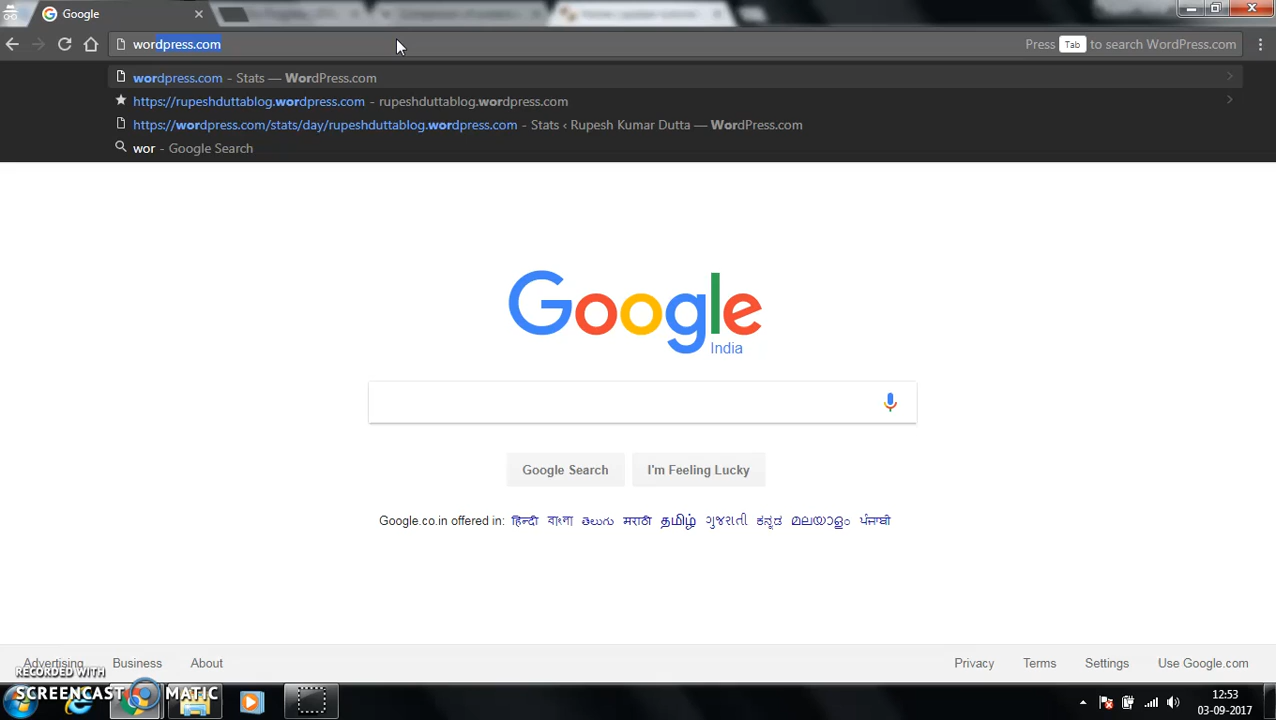 Google
wordpress.com Press Tab to search WordPress.com
wordpress.com - Stats — WordPress.com
https://rupeshduttablog.wordpress.com - rupeshduttablog.wordpress.com
https://wordpress.com/stats/day/rupeshduttablog.wordpress.com - Stats ‹ Rupesh Kumar Dutta — WordPress.com
wor - Google Search
Google
India
Google Search I'm Feeling Lucky
Google.co.in offered in: हिन्दी বাংলা తెలుగు मराठी தமிழ் ગુજરાતી ಕನ್ನಡ മലയാളം ਪੰਜਾਬੀ
Advertising Business About Privacy Terms Settings Use Google.com
RECORDED WITH
SCREENCAST MATIC
12:53
03-09-2017